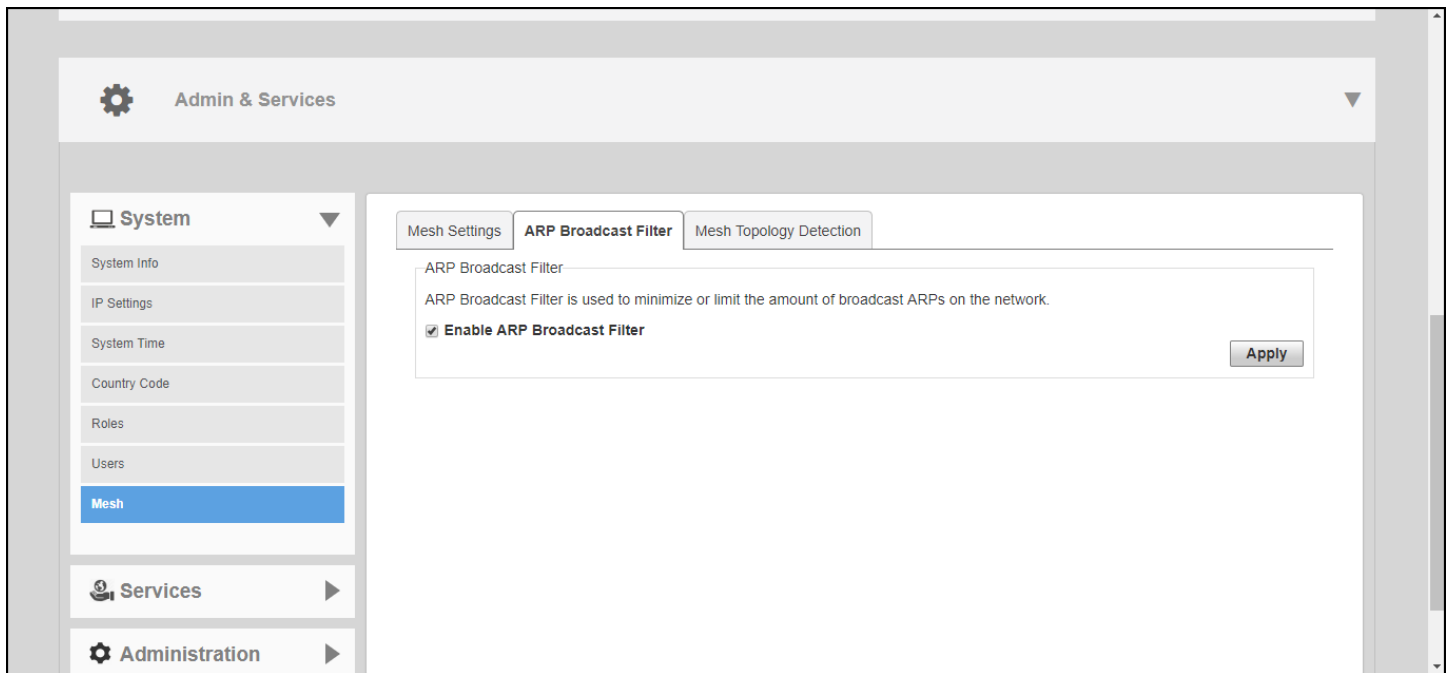 Admin & Services
System
System Info
IP Settings
System Time
Country Code
Roles
Users
Mesh
Services
Administration
Mesh Settings
ARP Broadcast Filter
Mesh Topology Detection
ARP Broadcast Filter
ARP Broadcast Filter is used to minimize or limit the amount of broadcast ARPs on the network.
Enable ARP Broadcast Filter
Apply